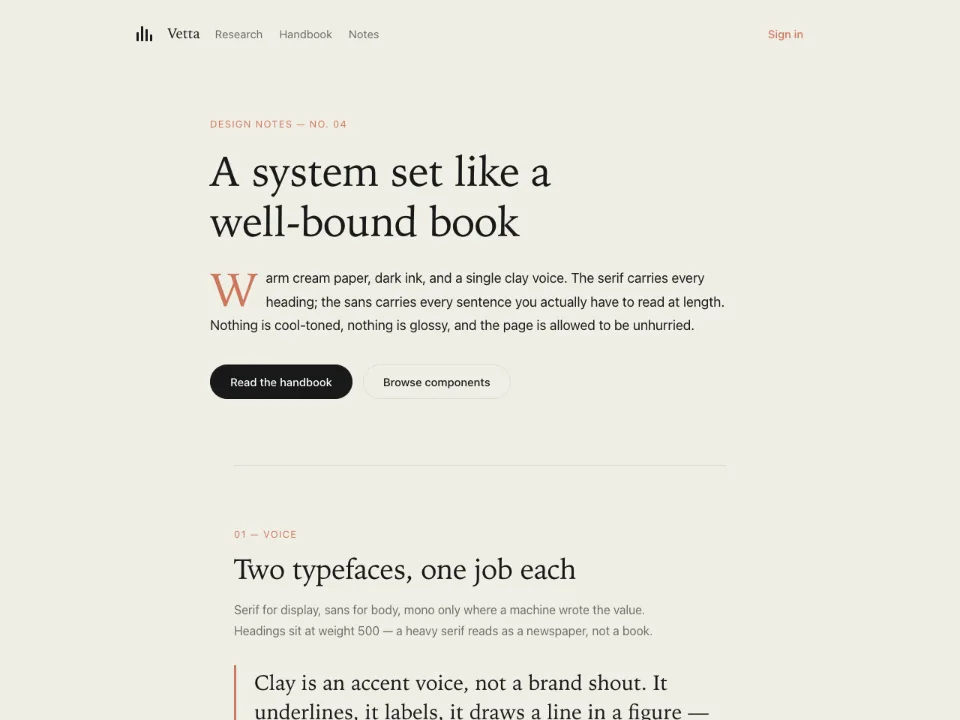 Vetta Research Handbook Notes Sign in
DESIGN NOTES — NO. 04
A system set like a
well-bound book
Warm cream paper, dark ink, and a single clay voice. The serif carries every
heading; the sans carries every sentence you actually have to read at length.
Nothing is cool-toned, nothing is glossy, and the page is allowed to be unhurried.
Read the handbook Browse components
01 — VOICE
Two typefaces, one job each
Serif for display, sans for body, mono only where a machine wrote the value.
Headings sit at weight 500 — a heavy serif reads as a newspaper, not a book.
Clay is an accent voice, not a brand shout. It
underlines, it labels, it draws a line in a figure —